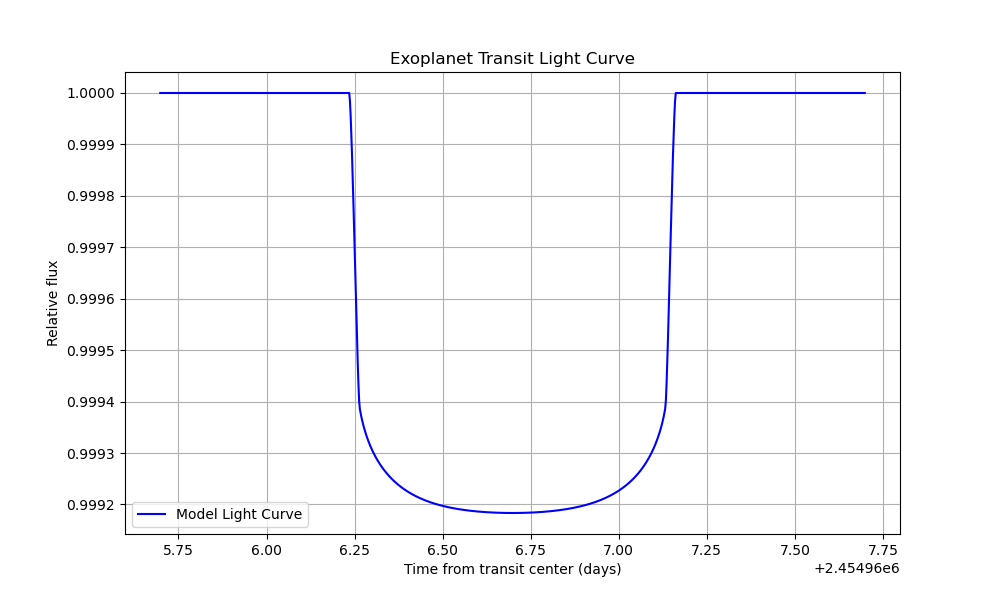 Exoplanet Transit Light Curve
Relative flux
1.0000
0.9999
0.9998
0.9997
0.9996
0.9995
0.9994
0.9993
0.9992
Model Light Curve
5.75 6.00 6.25 6.50 6.75 7.00 7.25 7.50 7.75
Time from transit center (days)
+2.45496e6